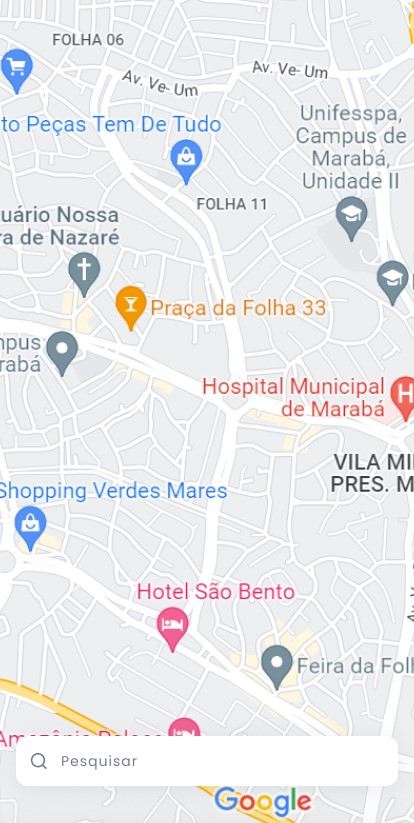 FOLHA 06
Av. Ve- Um
Av. Ve- Um
to Peças Tem De Tudo
Unifesspa,
Campus de
Marabá,
Unidade II
FOLHA 11
uário Nossa
ra de Nazaré
Praça da Folha 33
npus
rabá
Hospital Municipal
de Marabá
H
VILA MI
PRES. M
Shopping Verdes Mares
Hotel São Bento
Feira da Folh
Amazônia Palace
Pesquisar
Google